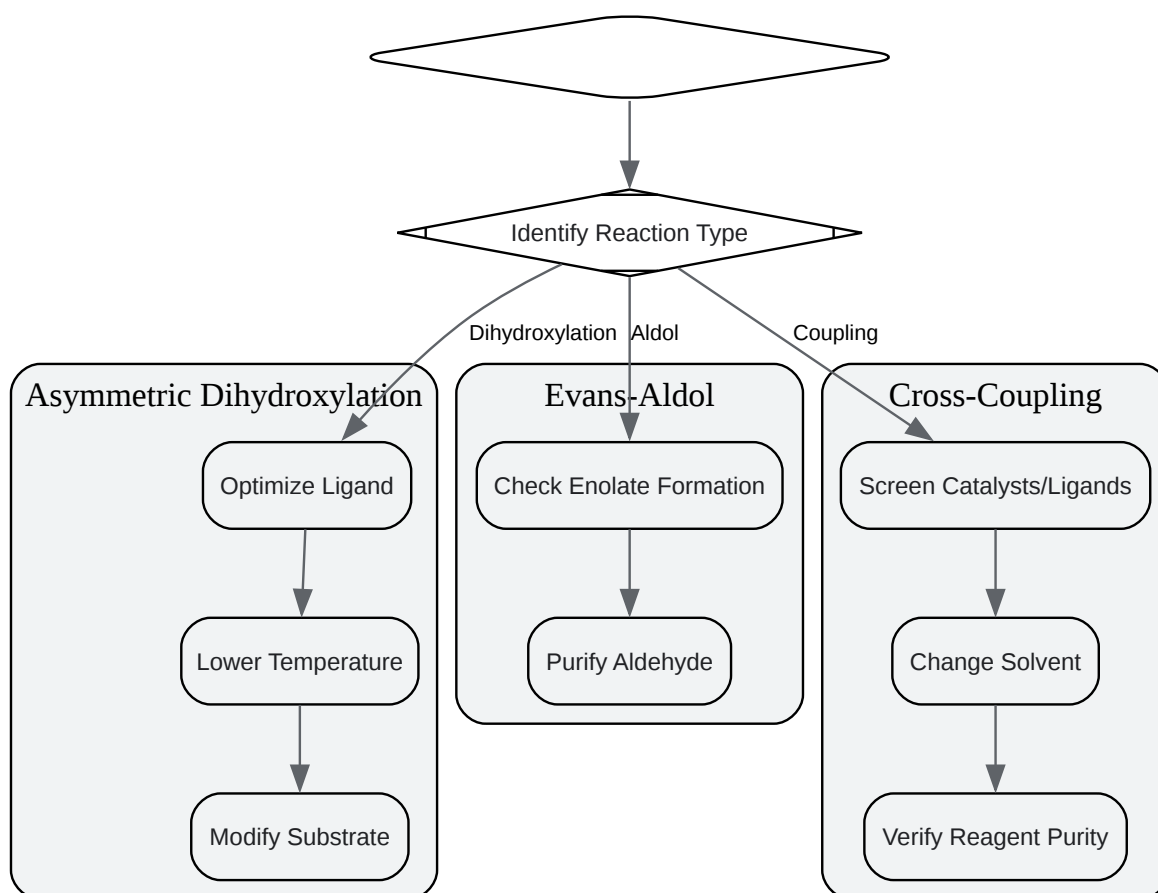 Identify Reaction Type
Dihydroxylation
Aldol
Coupling
Asymmetric Dihydroxylation
Evans-Aldol
Cross-Coupling
Optimize Ligand
Check Enolate Formation
Screen Catalysts/Ligands
Lower Temperature
Purify Aldehyde
Change Solvent
Modify Substrate
Verify Reagent Purity